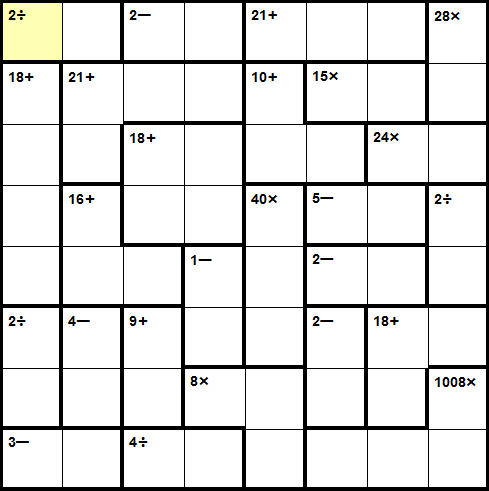 2÷ 2— 21+ 28×
18+ 21+ 10+ 15×
18+ 24×
16+ 40× 5— 2÷
1— 2—
2÷ 4— 9+ 2— 18+
8× 1008×
3— 4÷